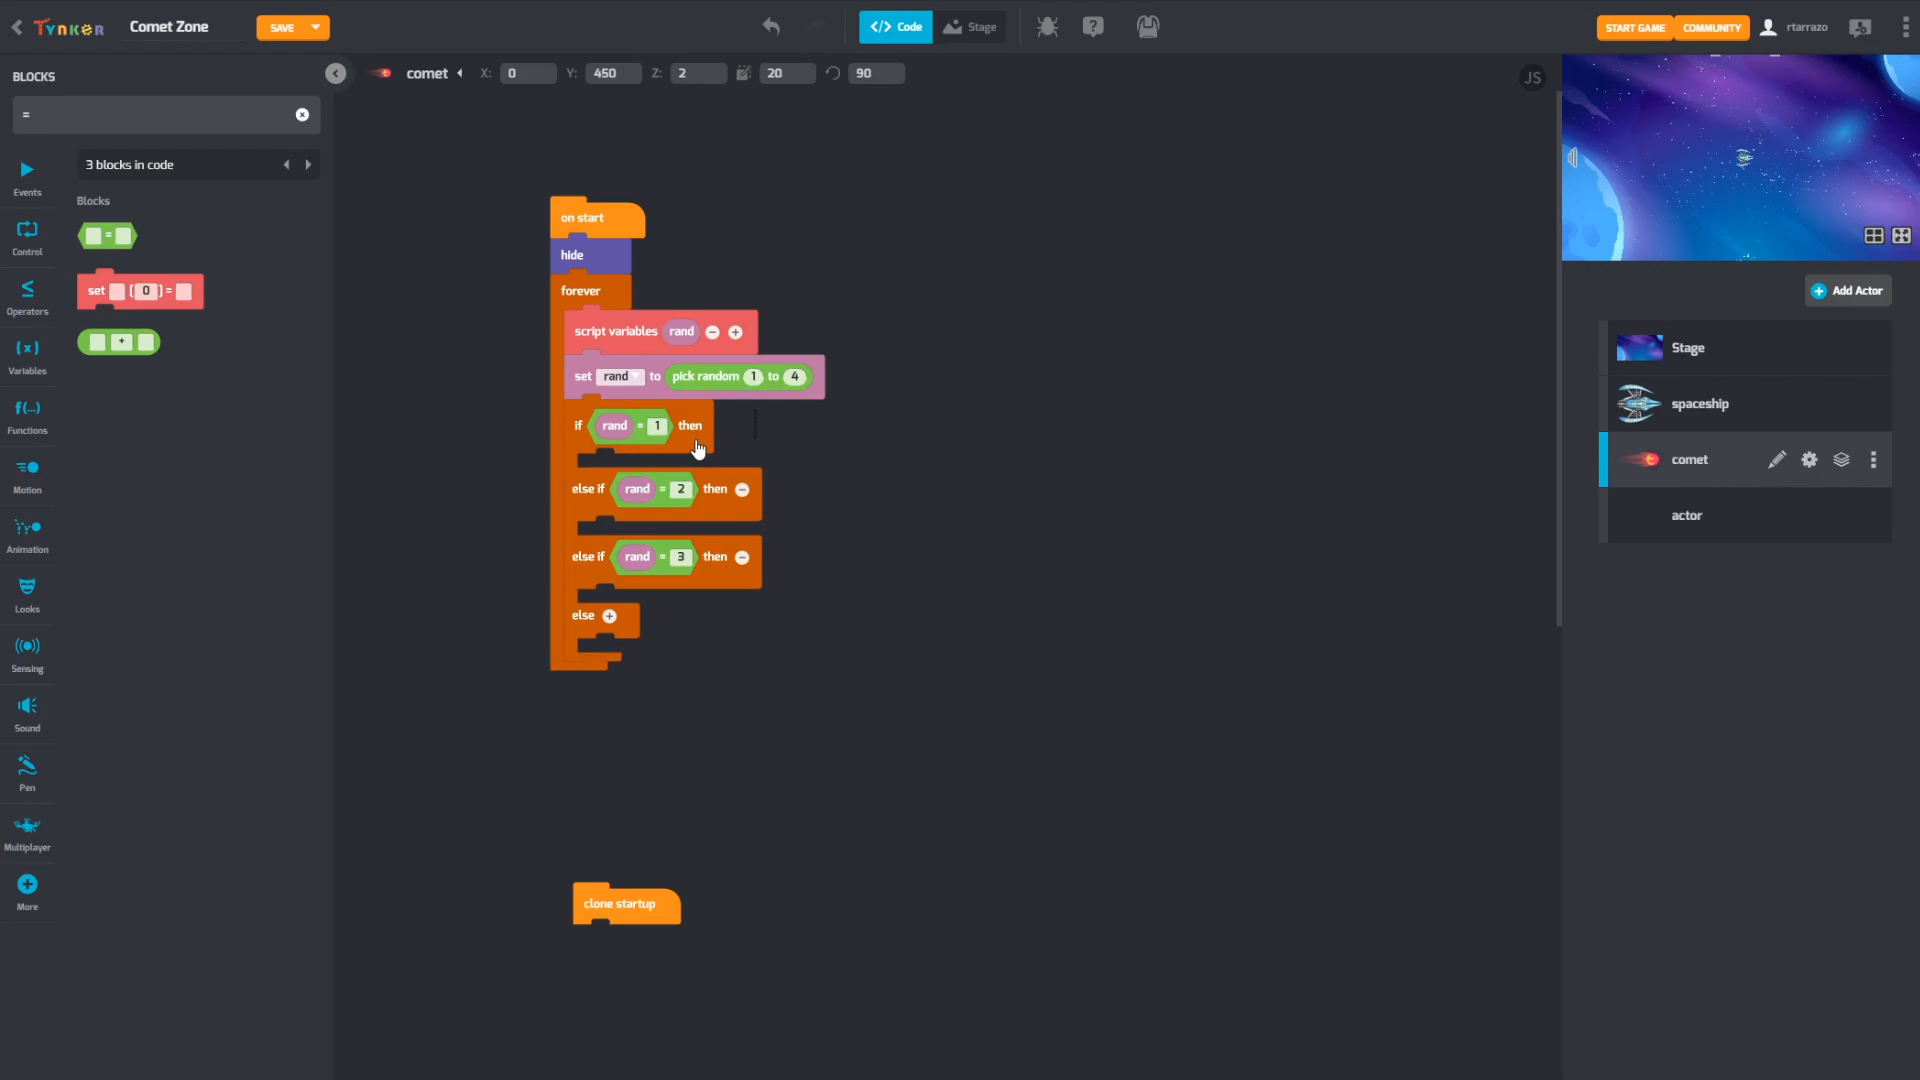 TYNKER
Comet Zone
SAVE
</> Code
Stage
START GAME
COMMUNITY
rtarrazo
BLOCKS
comet
X: 0
Y: 450
Z: 2
20
90
JS
=
3 blocks in code
Blocks
=
set (0) =
+
Events
Control
Operators
{x}
Variables
f(...)
Functions
Motion
Animation
Looks
Sensing
Sound
Pen
Multiplayer
More
on start
hide
forever
script variables rand − +
set rand to pick random 1 to 4
if rand = 1 then
else if rand = 2 then −
else if rand = 3 then −
else +
clone startup
Add Actor
Stage
spaceship
comet
actor